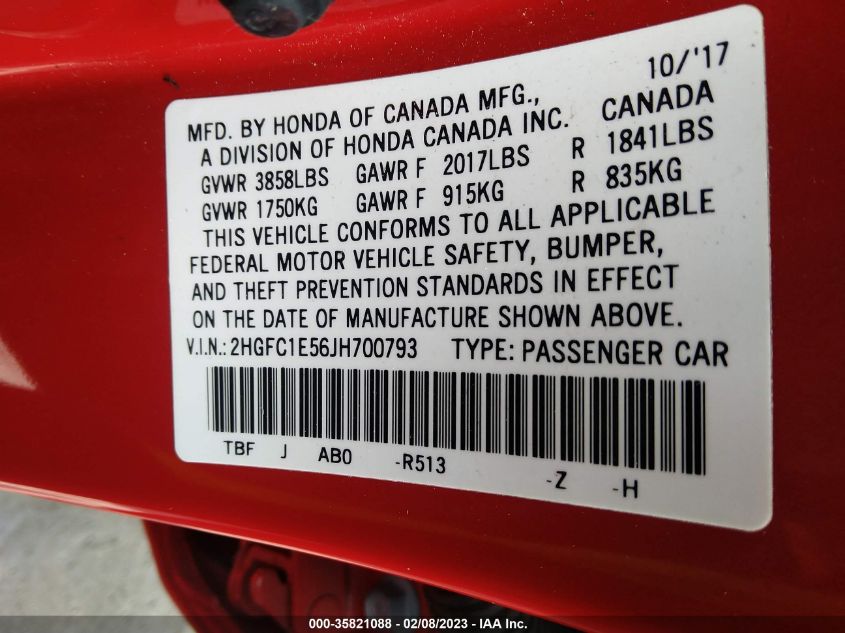 10/'17
MFD. BY HONDA OF CANADA MFG., CANADA
A DIVISION OF HONDA CANADA INC.
GVWR 3858LBS GAWR F 2017LBS R 1841LBS
GVWR 1750KG GAWR F 915KG R 835KG
THIS VEHICLE CONFORMS TO ALL APPLICABLE
FEDERAL MOTOR VEHICLE SAFETY, BUMPER,
AND THEFT PREVENTION STANDARDS IN EFFECT
ON THE DATE OF MANUFACTURE SHOWN ABOVE.
V.I.N.: 2HGFC1E56JH700793 TYPE: PASSENGER CAR
TBF J AB0 -R513 -Z -H
000-35821088 - 02/08/2023 - IAA Inc.